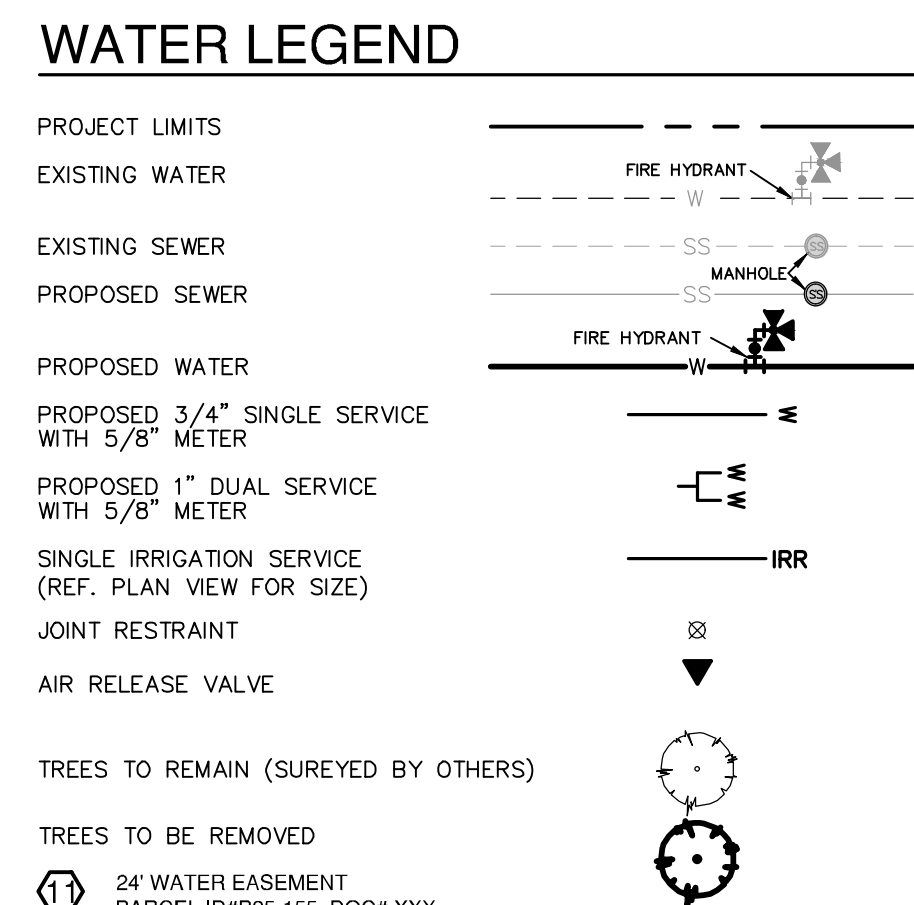 WATER LEGEND
PROJECT LIMITS
EXISTING WATER
FIRE HYDRANT
W
EXISTING SEWER
SS
SS
MANHOLE
PROPOSED SEWER
SS
SS
FIRE HYDRANT
PROPOSED WATER
W
PROPOSED 3/4" SINGLE SERVICE
WITH 5/8" METER
PROPOSED 1" DUAL SERVICE
WITH 5/8" METER
SINGLE IRRIGATION SERVICE
(REF. PLAN VIEW FOR SIZE)
IRR
JOINT RESTRAINT
AIR RELEASE VALVE
TREES TO REMAIN (SUREYED BY OTHERS)
TREES TO BE REMOVED
11
24' WATER EASEMENT